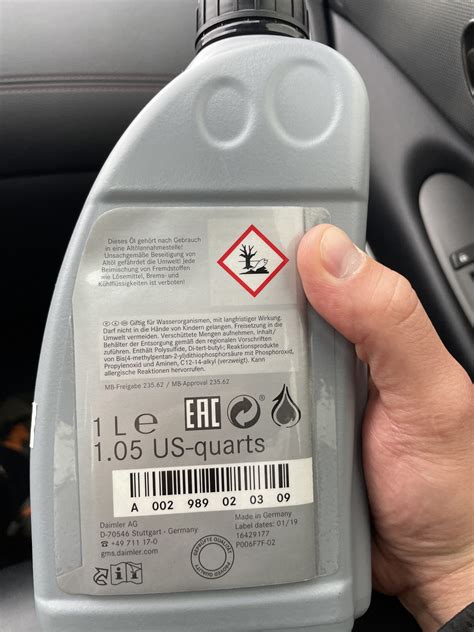 Dieses Öl gehört nach Gebrauch
in eine Altölannahmestelle!
Unsachgemäße Beseitigung von
Altöl gefährdet die Umwelt! Jede
Beimischung von Fremdstoffen
wie Lösemittel, Brems- und
Kühlflüssigkeiten ist verboten!
Giftig für Wasserorganismen, mit langfristiger Wirkung.
Darf nicht in die Hände von Kindern gelangen. Freisetzung in die
Umwelt vermeiden. Verschüttete Mengen aufnehmen. Inhalt/
Behälter der Entsorgung gemäß den regionalen Vorschriften
zuführen. Enthält Polysulfide, Di-tert-butyl-; Reaktionsprodukte
von Bis(4-methylpentan-2-yl)dithiophosphorsäure mit Phosphoroxid,
Propylenoxid und Aminen, C12-14-alkyl (verzweigt). Kann
allergische Reaktionen hervorrufen.
MB-Freigabe 235.62 / MB-Approval 235.62
1 L e EAC
1.05 US-quarts
A 002 989 02 03 09
Daimler AG
D-70546 Stuttgart · Germany
+49 711 17-0
gms.daimler.com
Made in Germany
Label dates: 01/19
16429177
P006F7F-02